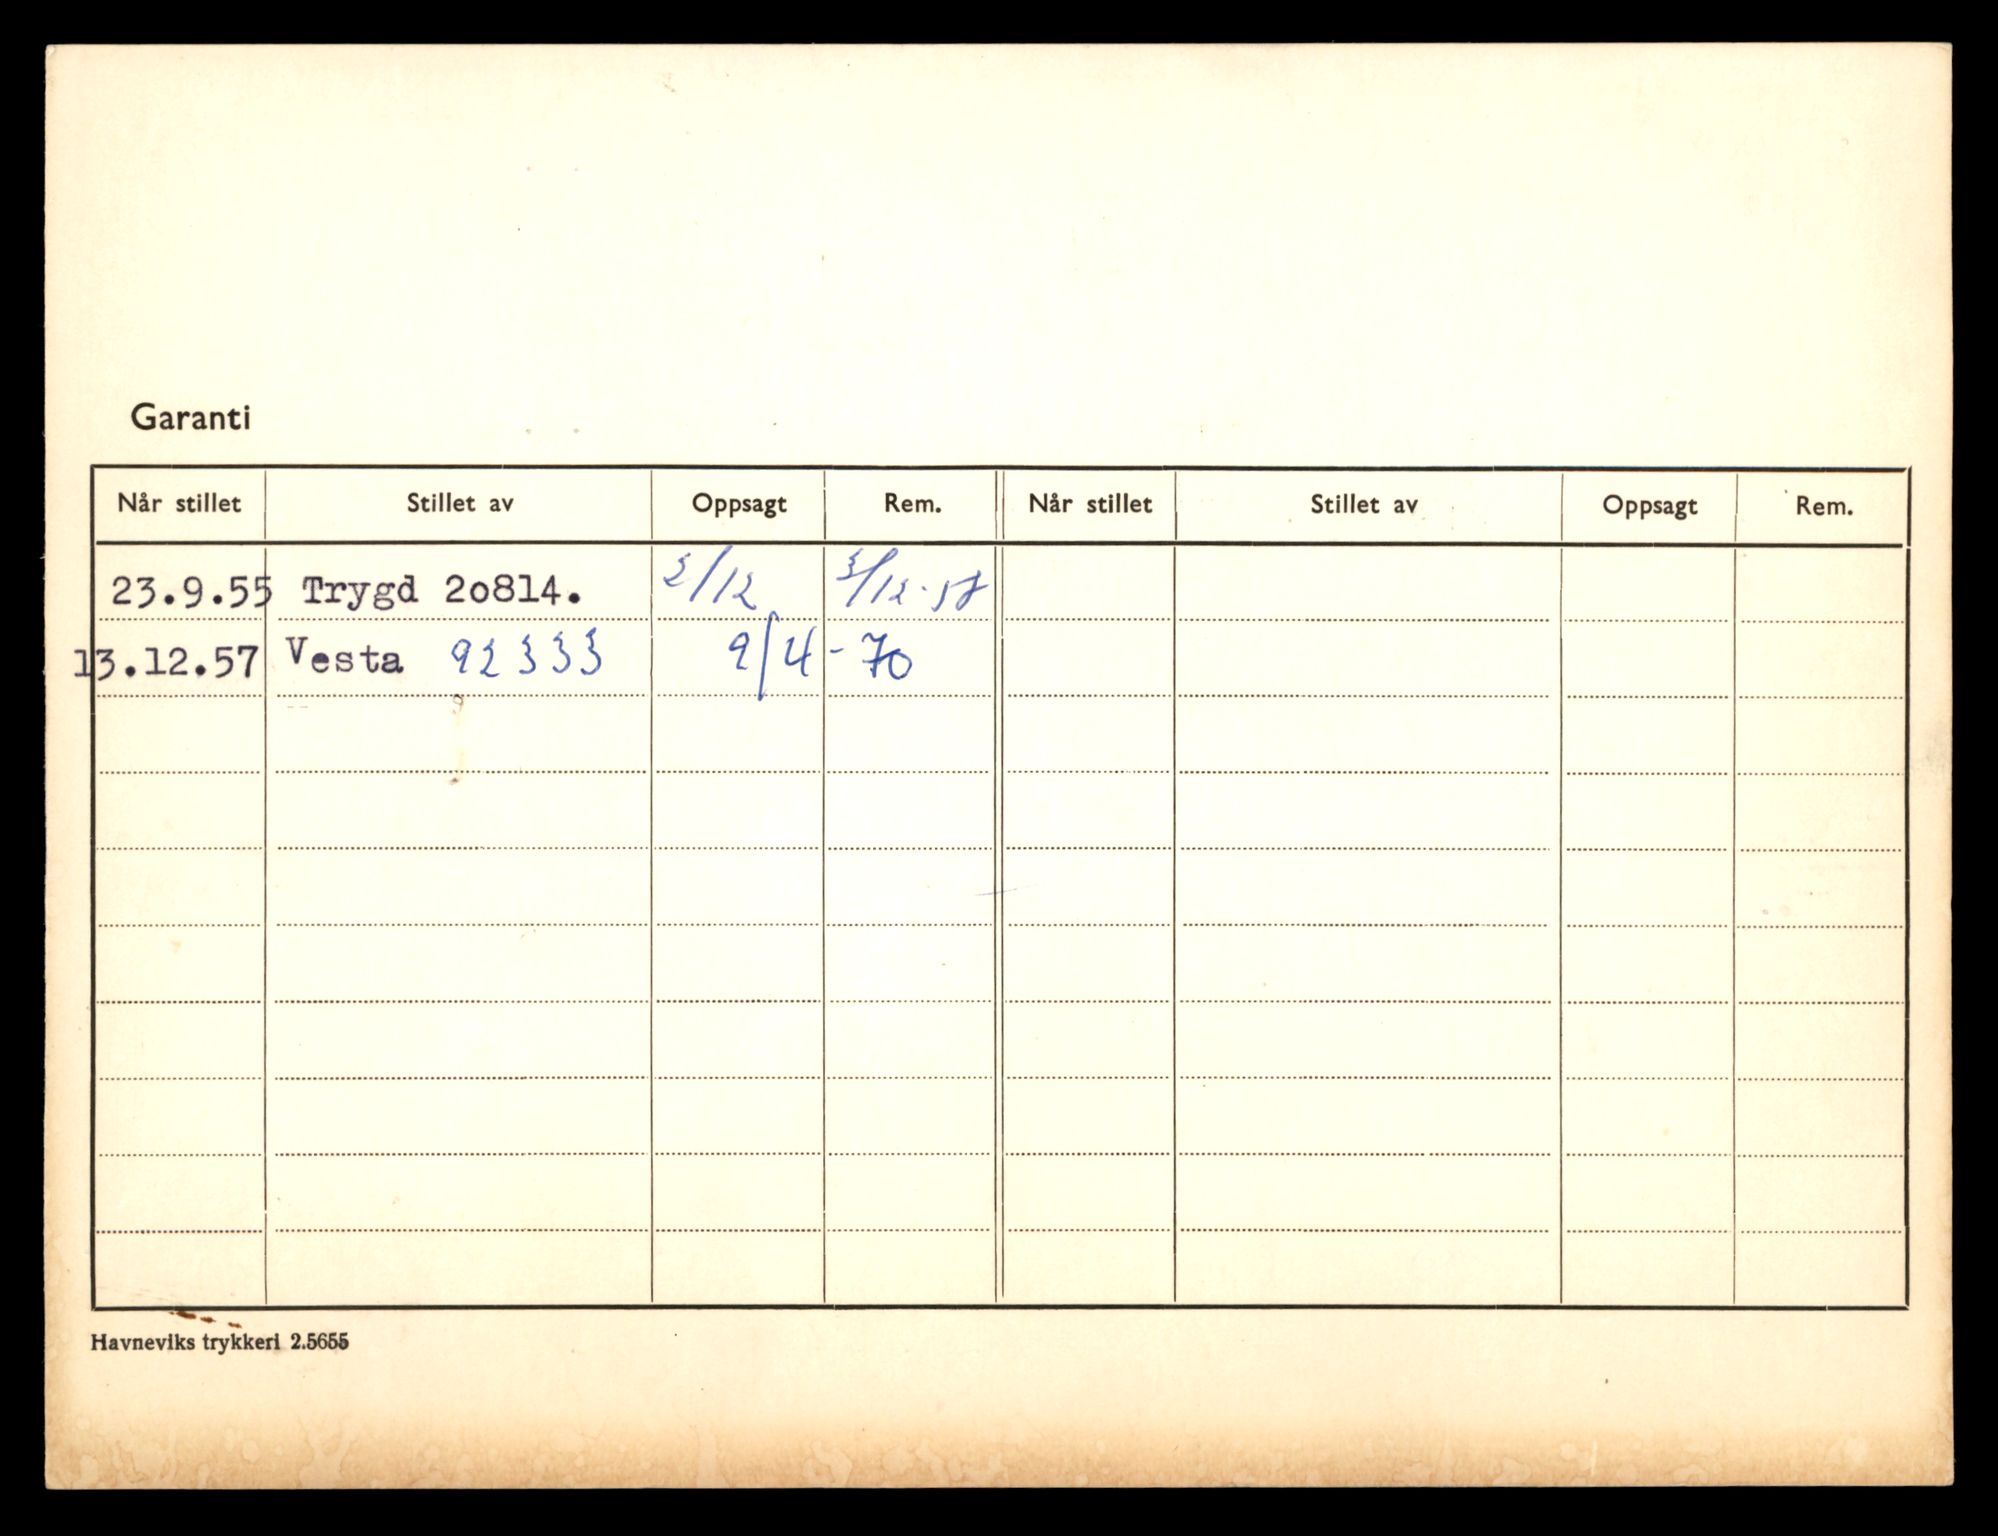 Garanti
Når stillet Stillet av Oppsagt Rem. Når stillet Stillet av Oppsagt Rem.
23.9.55 Trygd 2o814. 2/12 3/12-57
13.12.57 Vesta 92333 9/4-70
Havneviks trykkeri 2.5655